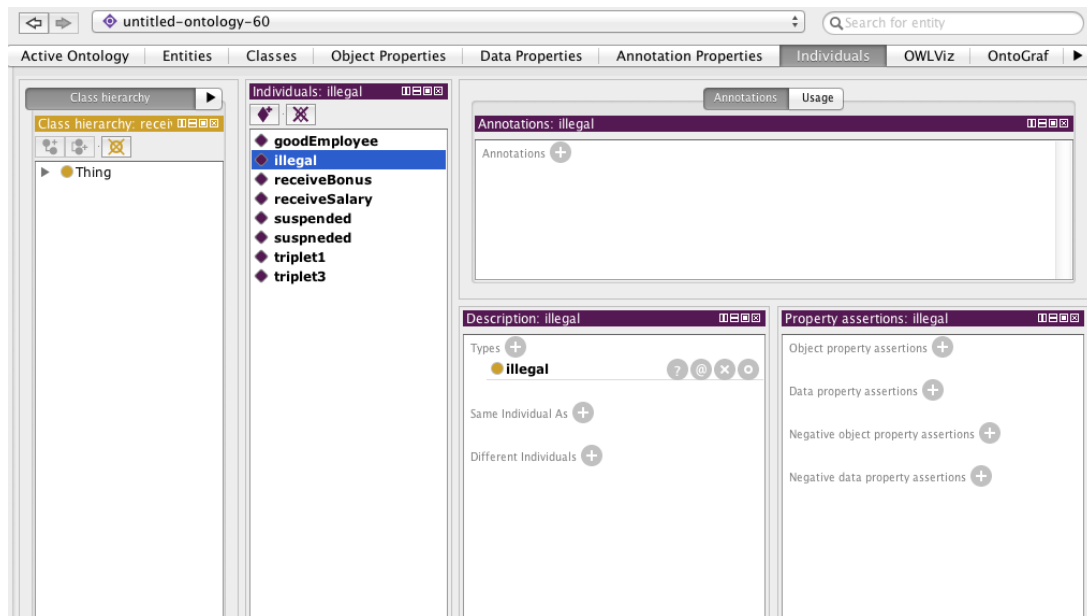 untitled-ontology-60
Search for entity
Active Ontology Entities Classes Object Properties Data Properties Annotation Properties Individuals OWLViz OntoGraf
Class hierarchy
Class hierarchy: recei
Thing
Individuals: illegal
goodEmployee
illegal
receiveBonus
receiveSalary
suspended
suspneded
triplet1
triplet3
Annotations Usage
Annotations: illegal
Annotations
Description: illegal
Types
illegal
Same Individual As
Different Individuals
Property assertions: illegal
Object property assertions
Data property assertions
Negative object property assertions
Negative data property assertions